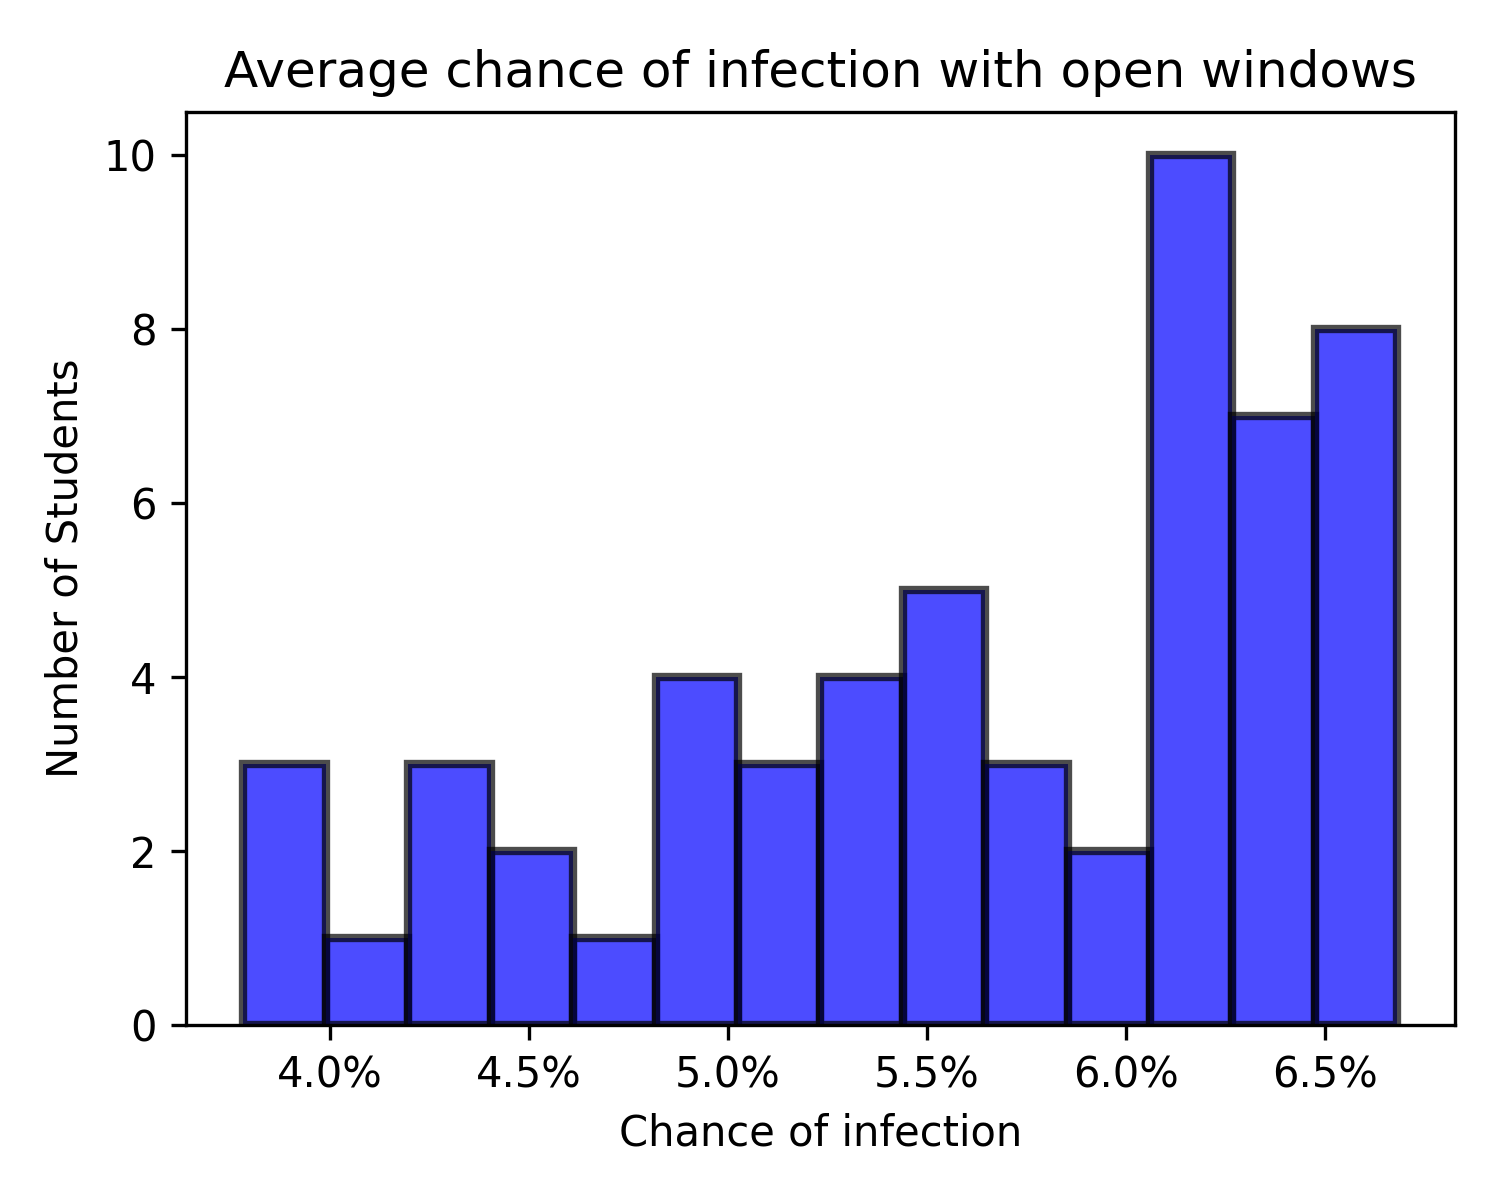 Average chance of infection with open windows
10
8
6
4
2
0
Number of Students
4.0% 4.5% 5.0% 5.5% 6.0% 6.5%
Chance of infection